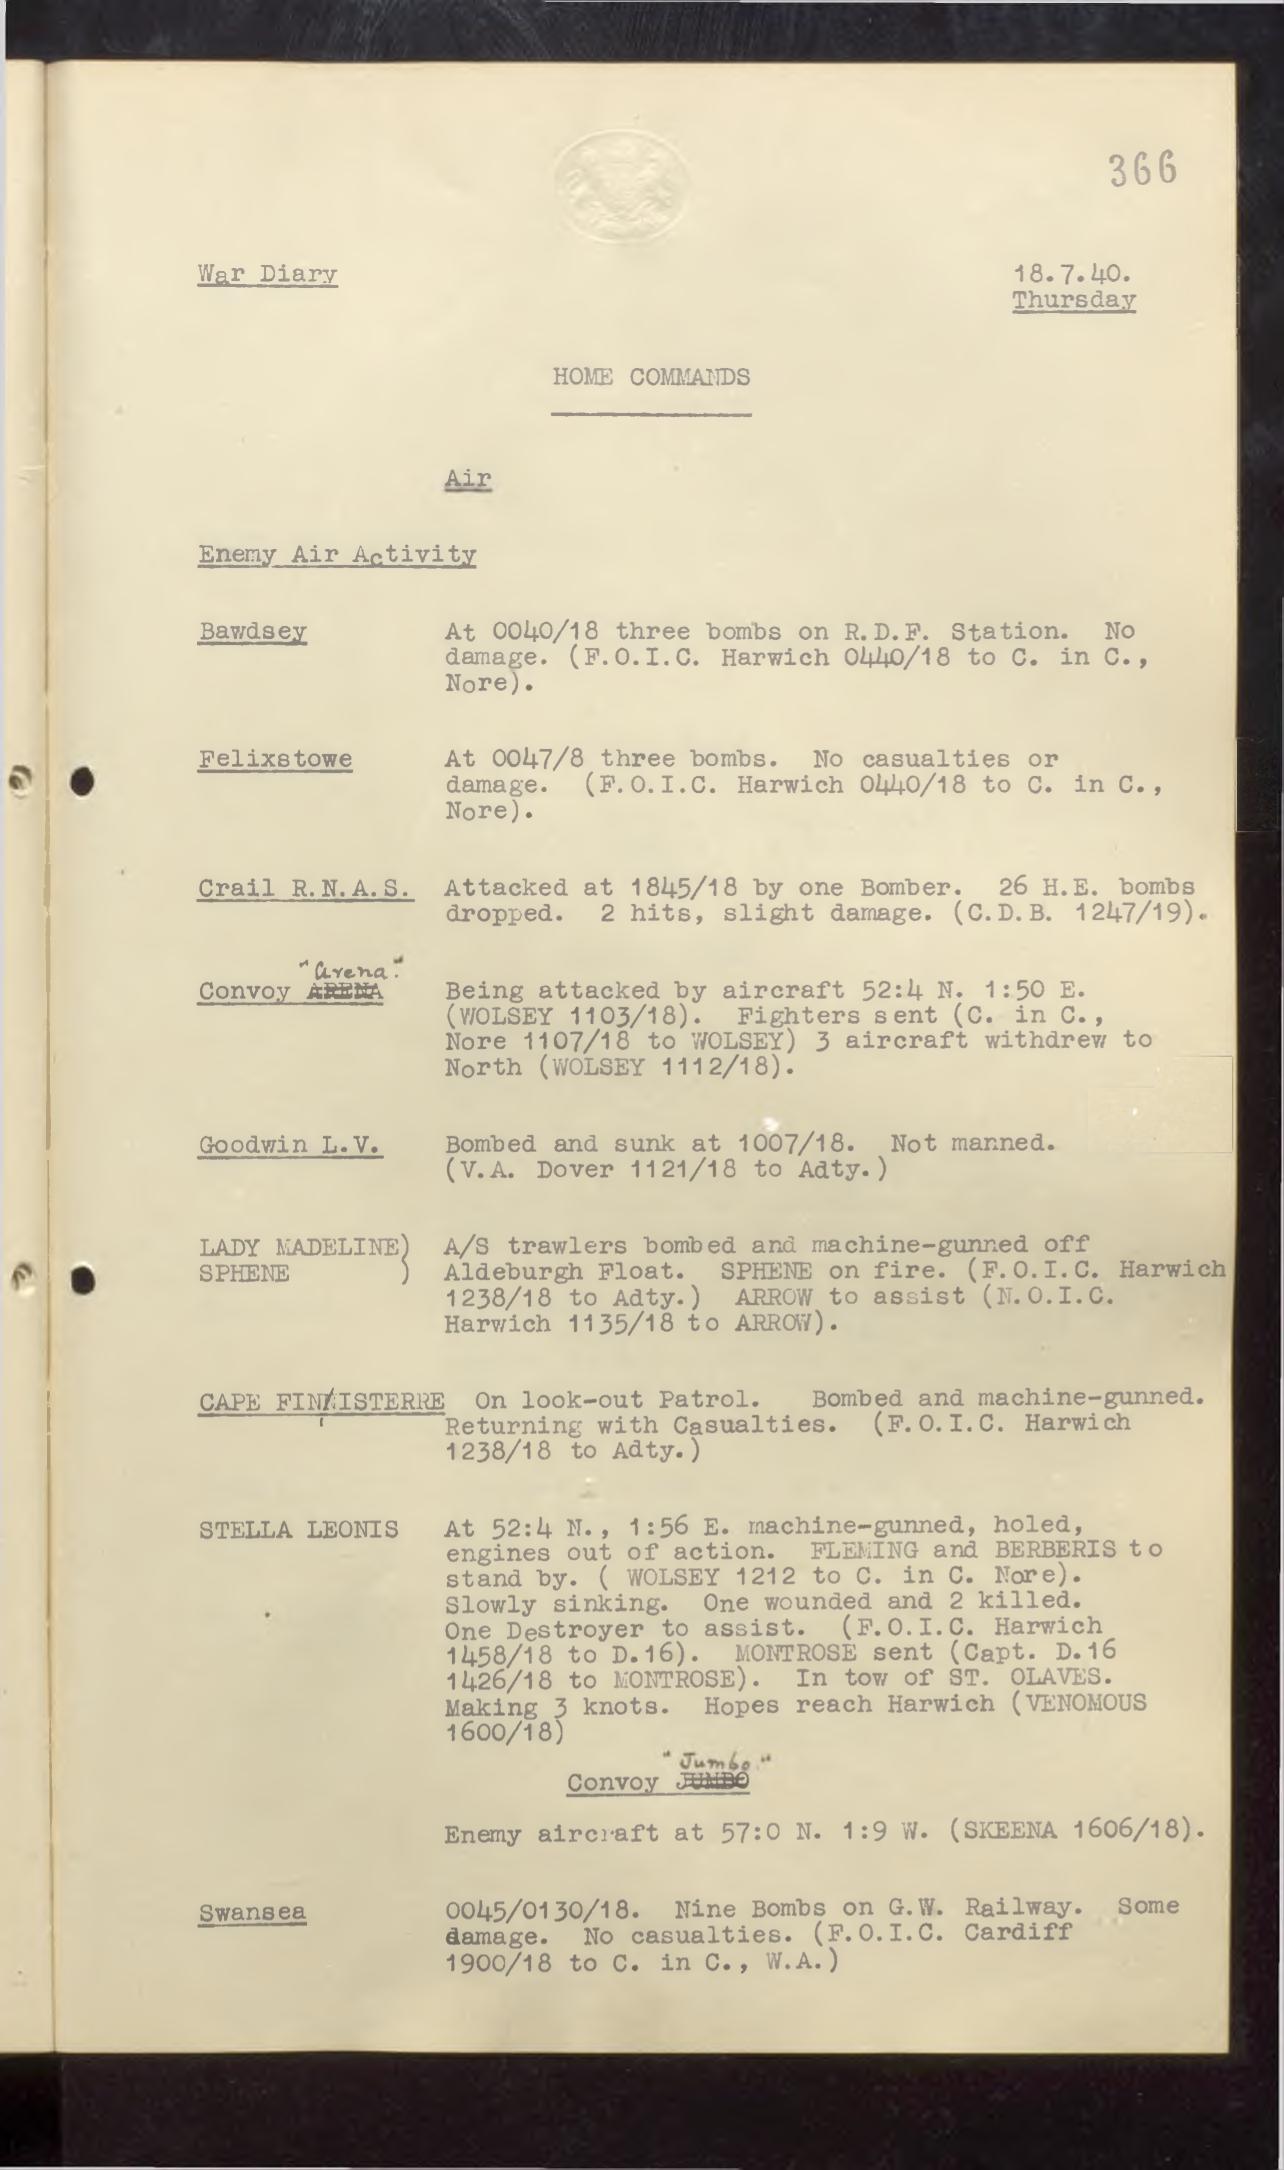 366
War Diary
18.7.40.
Thursday
HOME COMMANDS
Air
Enemy Air Activity
Bawdsey At 0040/18 three bombs on R.D.F. Station. No
damage. (F.O.I.C. Harwich 0440/18 to C. in C.,
Nore).
Felixstowe At 0047/8 three bombs. No casualties or
damage. (F.O.I.C. Harwich 0440/18 to C. in C.,
Nore).
Crail R.N.A.S. Attacked at 1845/18 by one Bomber. 26 H.E. bombs
dropped. 2 hits, slight damage. (C.D.B. 1247/19).
"Arena."
Convoy ARENA Being attacked by aircraft 52:4 N. 1:50 E.
(WOLSEY 1103/18). Fighters sent (C. in C.,
Nore 1107/18 to WOLSEY) 3 aircraft withdrew to
North (WOLSEY 1112/18).
Goodwin L.V. Bombed and sunk at 1007/18. Not manned.
(V.A. Dover 1121/18 to Adty.)
LADY MADELINE) A/S trawlers bombed and machine-gunned off
SPHENE ) Aldeburgh Float. SPHENE on fire. (F.O.I.C. Harwich
1238/18 to Adty.) ARROW to assist (N.O.I.C.
Harwich 1135/18 to ARROW).
CAPE FINNISTERRE On look-out Patrol. Bombed and machine-gunned.
Returning with Casualties. (F.O.I.C. Harwich
1238/18 to Adty.)
STELLA LEONIS At 52:4 N., 1:56 E. machine-gunned, holed,
engines out of action. FLEMING and BERBERIS to
stand by. ( WOLSEY 1212 to C. in C. Nore).
Slowly sinking. One wounded and 2 killed.
One Destroyer to assist. (F.O.I.C. Harwich
1458/18 to D.16). MONTROSE sent (Capt. D.16
1426/18 to MONTROSE). In tow of ST. OLAVES.
Making 3 knots. Hopes reach Harwich (VENOMOUS
1600/18)
"Jumbo."
Convoy JUMBO
Enemy aircraft at 57:0 N. 1:9 W. (SKEENA 1606/18).
Swansea 0045/0130/18. Nine Bombs on G.W. Railway. Some
damage. No casualties. (F.O.I.C. Cardiff
1900/18 to C. in C., W.A.)